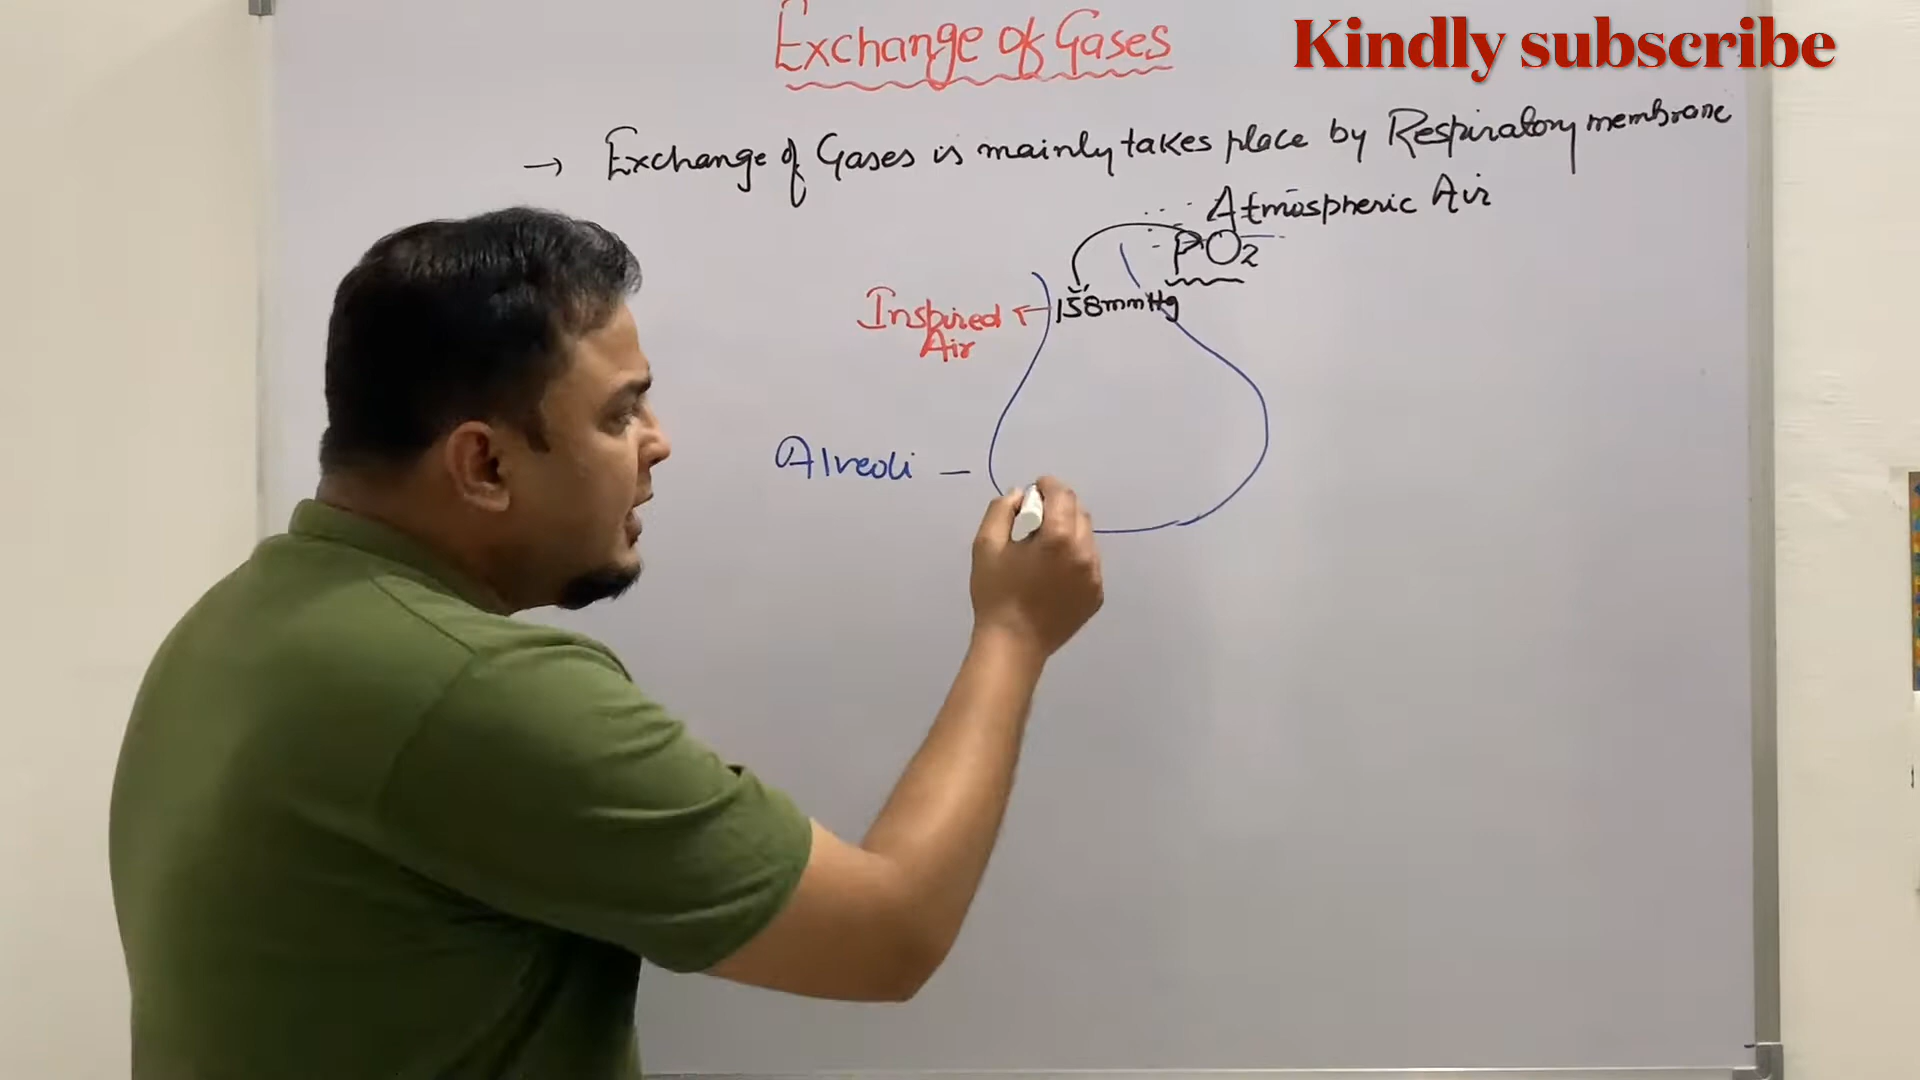 Exchange of Gases
Kindly subscribe
→ Exchange of Gases is mainly takes place by Respiratory membrane
Atmospheric Air
PO2
Inspired Air
158mmHg
Alveoli –